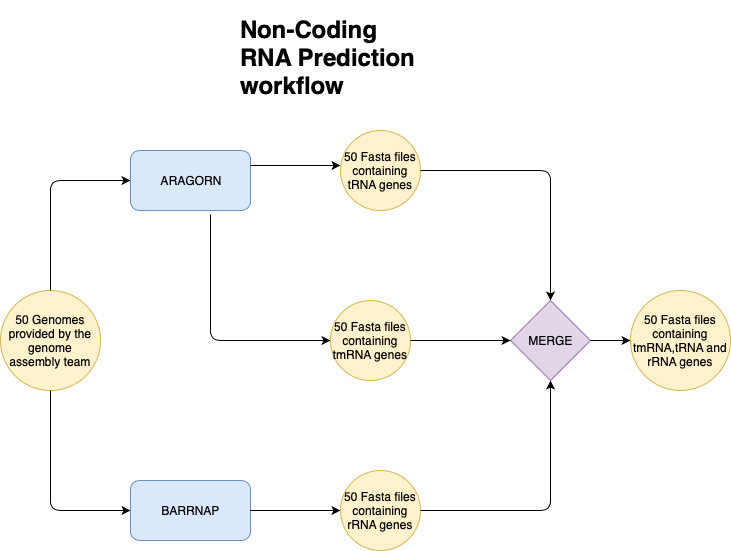 Non-Coding
RNA Prediction
workflow
50 Fasta files
containing
tRNA genes
ARAGORN
50 Genomes
provided by the
genome
assembly team
50 Fasta files
containing
tmRNA genes
MERGE
50 Fasta files
containing
tmRNA,tRNA and
rRNA genes
BARRNAP
50 Fasta files
containing
rRNA genes